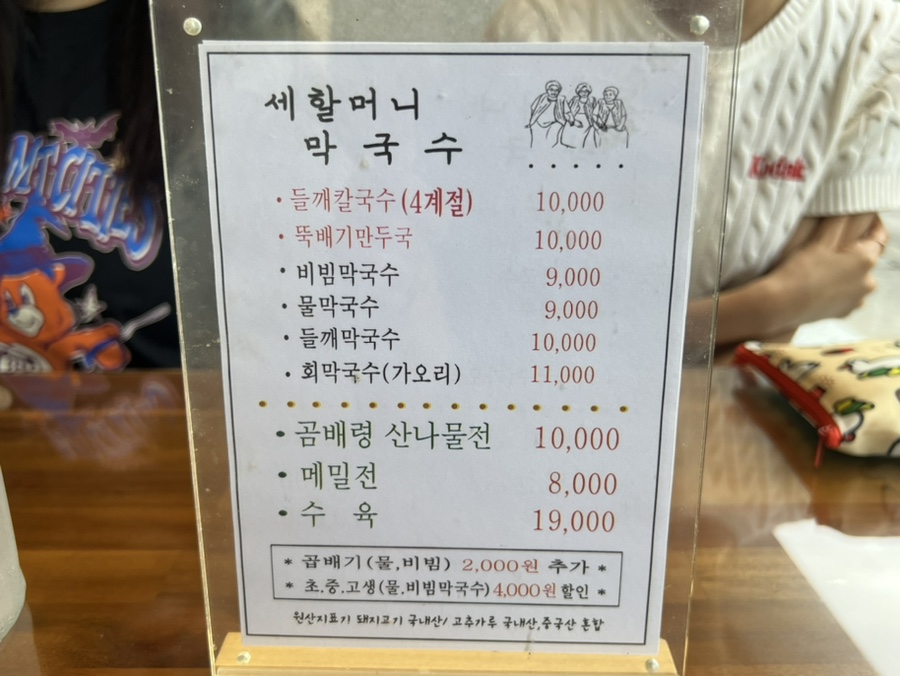 세할머니
막국수
• 들깨칼국수 (4계절) 10,000
• 뚝배기만두국 10,000
• 비빔막국수 9,000
• 물막국수 9,000
• 들깨막국수 10,000
• 회막국수(가오리) 11,000
• 곰배령 산나물전 10,000
• 메밀전 8,000
• 수 육 19,000
* 곱배기(물,비빔) 2,000원 추가 *
* 초.중.고생(물.비빔막국수) 4,000원 할인 *
원산지표기 돼지고기 국내산/ 고추가루 국내산,중국산 혼합